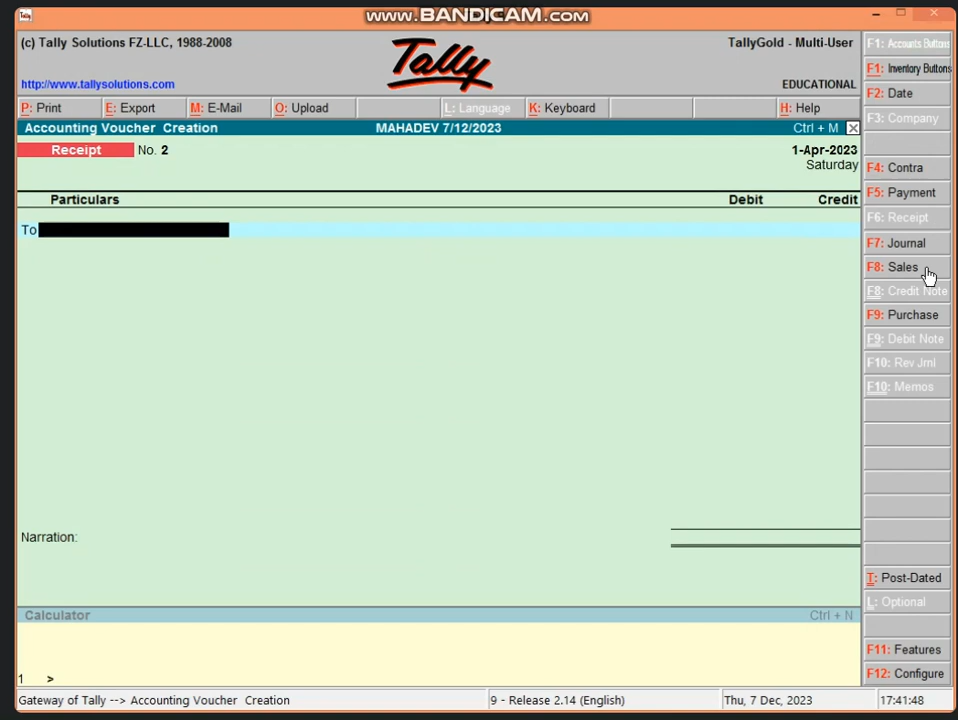 www.BANDICAM.com
(c) Tally Solutions FZ-LLC, 1988-2008
http://www.tallysolutions.com
Tally
TallyGold - Multi-User
EDUCATIONAL
P: Print
E: Export
M: E-Mail
O: Upload
L: Language
K: Keyboard
H: Help
Accounting Voucher Creation
MAHADEV 7/12/2023
Ctrl + M
Receipt
No. 2
1-Apr-2023
Saturday
Particulars
Debit
Credit
To
Narration:
Calculator
Ctrl + N
1 >
F1: Accounts Buttons
F1: Inventory Buttons
F2: Date
F3: Company
F4: Contra
F5: Payment
F6: Receipt
F7: Journal
F8: Sales
F8: Credit Note
F9: Purchase
F9: Debit Note
F10: Rev Jrnl
F10: Memos
T: Post-Dated
L: Optional
F11: Features
F12: Configure
Gateway of Tally --> Accounting Voucher Creation
9 - Release 2.14 (English)
Thu, 7 Dec, 2023
17:41:48